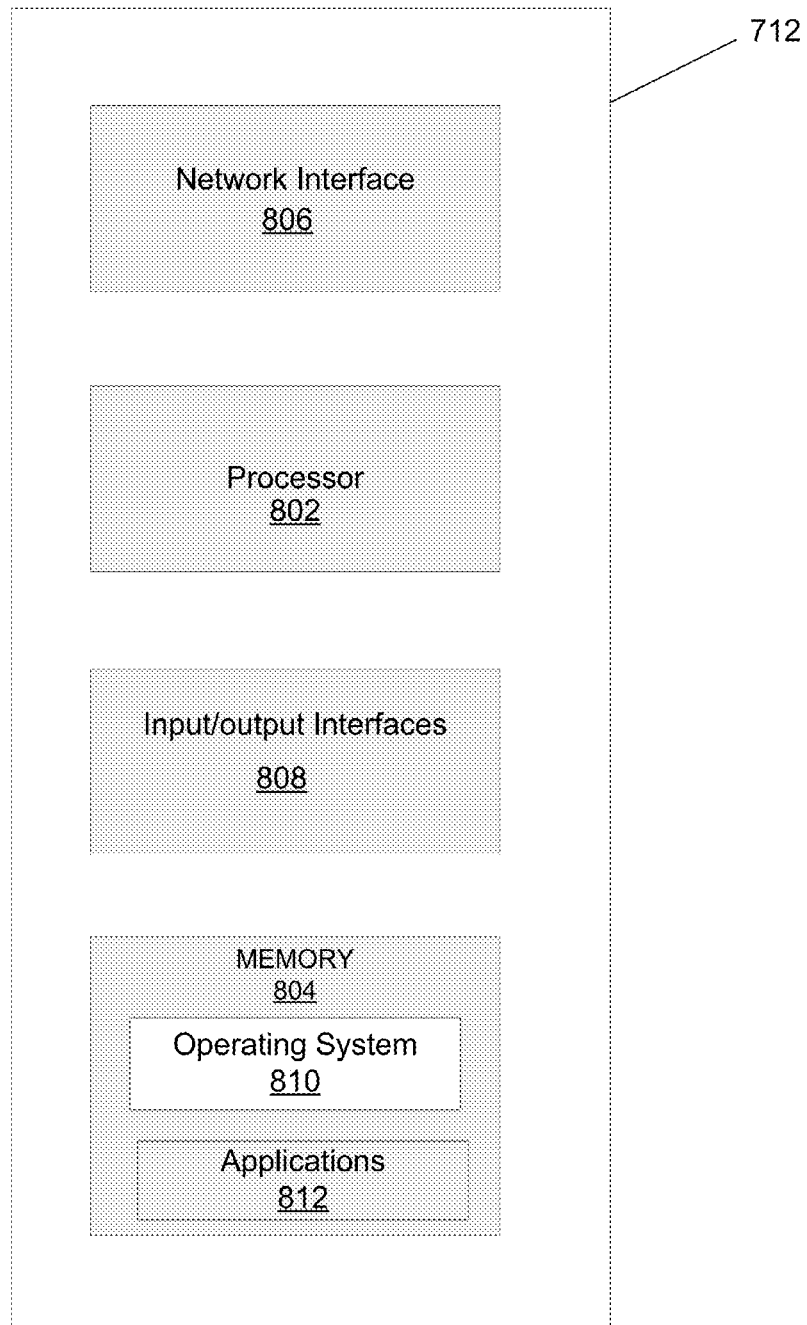 712
Network Interface
806
Processor
802
Input/output Interfaces
808
MEMORY
804
Operating System
810
Applications
812